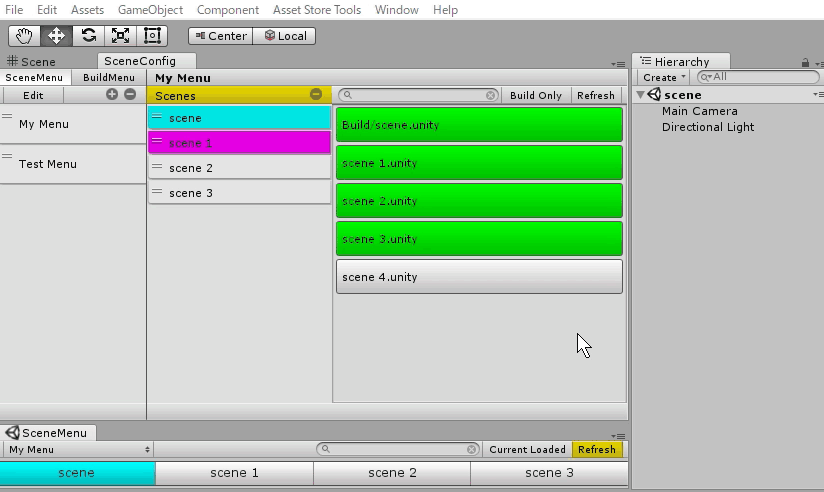 File Edit Assets GameObject Component Asset Store Tools Window Help
Center Local
Scene SceneConfig
Hierarchy
SceneMenu BuildMenu My Menu
Create All
Edit Scenes Build Only Refresh
scene
My Menu
Test Menu
scene
scene 1
scene 2
scene 3
Build/scene.unity
scene 1.unity
scene 2.unity
scene 3.unity
scene 4.unity
Main Camera
Directional Light
SceneMenu
My Menu Current Loaded Refresh
scene scene 1 scene 2 scene 3